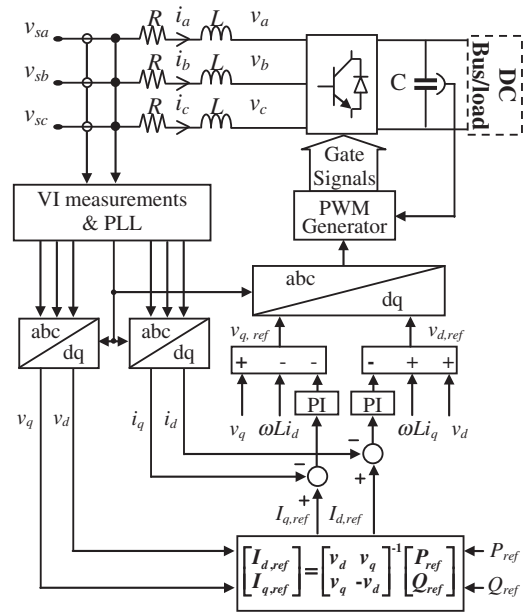 v_sa R i_a L v_a
v_sb R i_b L v_b
v_sc R i_c L v_c
C
DC
Bus/load
Gate
Signals
VI measurements
& PLL
PWM
Generator
abc
dq
abc
dq
abc
dq
v_q, ref
v_d,ref
+ - -
- + +
PI
PI
v_q v_d i_q i_d
v_q ωLi_d
ωLi_q v_d
−
−
+
+
I_q,ref I_d,ref
[I_d,ref I_q,ref] = [v_d v_q v_q -v_d]^-1 [P_ref Q_ref]
P_ref
Q_ref